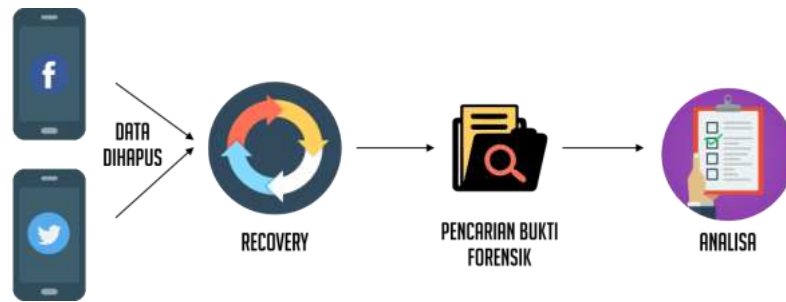 f
DATA
DIHAPUS
RECOVERY
PENCARIAN BUKTI
FORENSIK
ANALISA